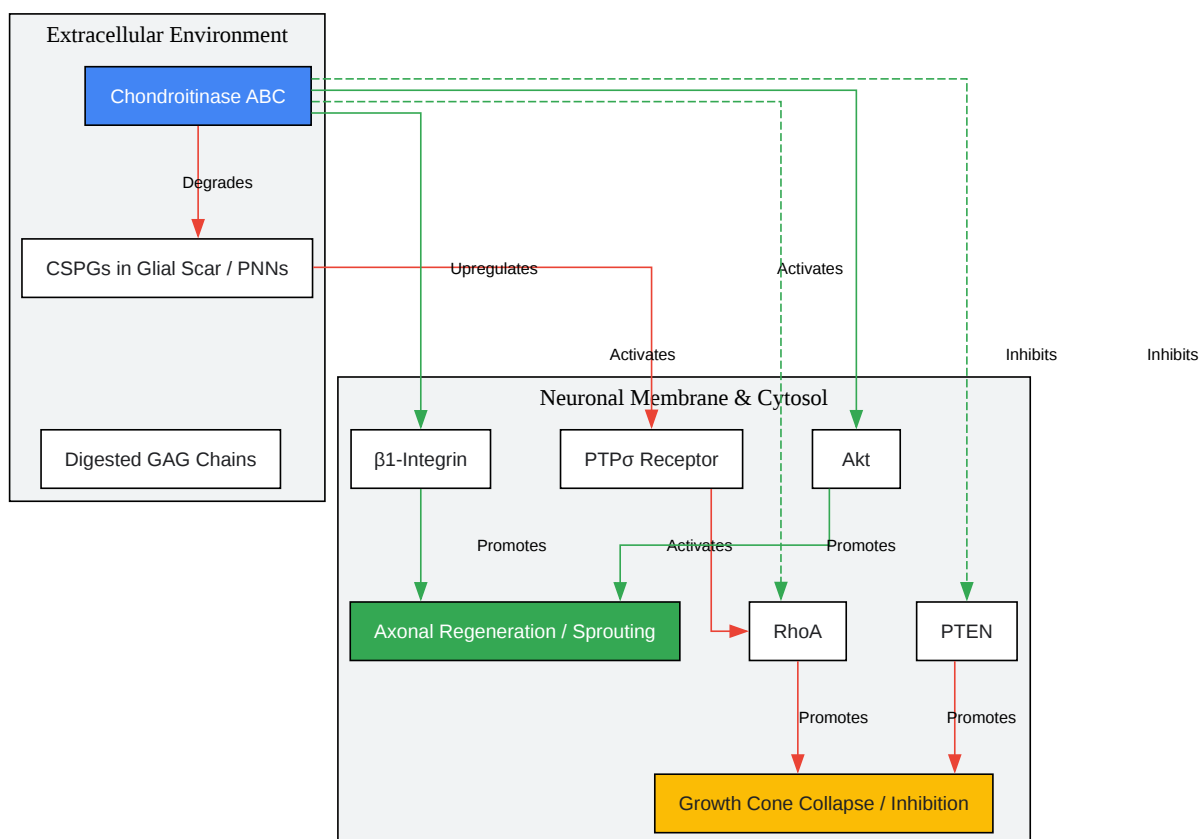 Extracellular Environment
Chondroitinase ABC
Degrades
CSPGs in Glial Scar / PNNs
Upregulates
Activates
Activates
Inhibits
Inhibits
Neuronal Membrane & Cytosol
Digested GAG Chains
β1-Integrin
PTPσ Receptor
Akt
Promotes
Activates
Promotes
Axonal Regeneration / Sprouting
RhoA
PTEN
Promotes
Promotes
Growth Cone Collapse / Inhibition